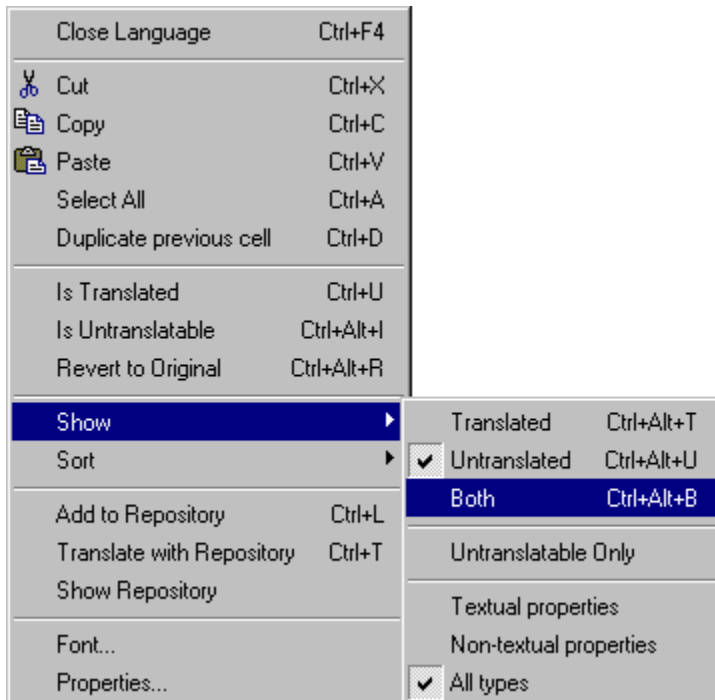 Close Language Ctrl+F4
Cut Ctrl+X
Copy Ctrl+C
Paste Ctrl+V
Select All Ctrl+A
Duplicate previous cell Ctrl+D
Is Translated Ctrl+U
Is Untranslatable Ctrl+Alt+I
Revert to Original Ctrl+Alt+R
Show
Sort
Add to Repository Ctrl+L
Translate with Repository Ctrl+T
Show Repository
Font...
Properties...
Translated Ctrl+Alt+T
Untranslated Ctrl+Alt+U
Both Ctrl+Alt+B
Untranslatable Only
Textual properties
Non-textual properties
All types